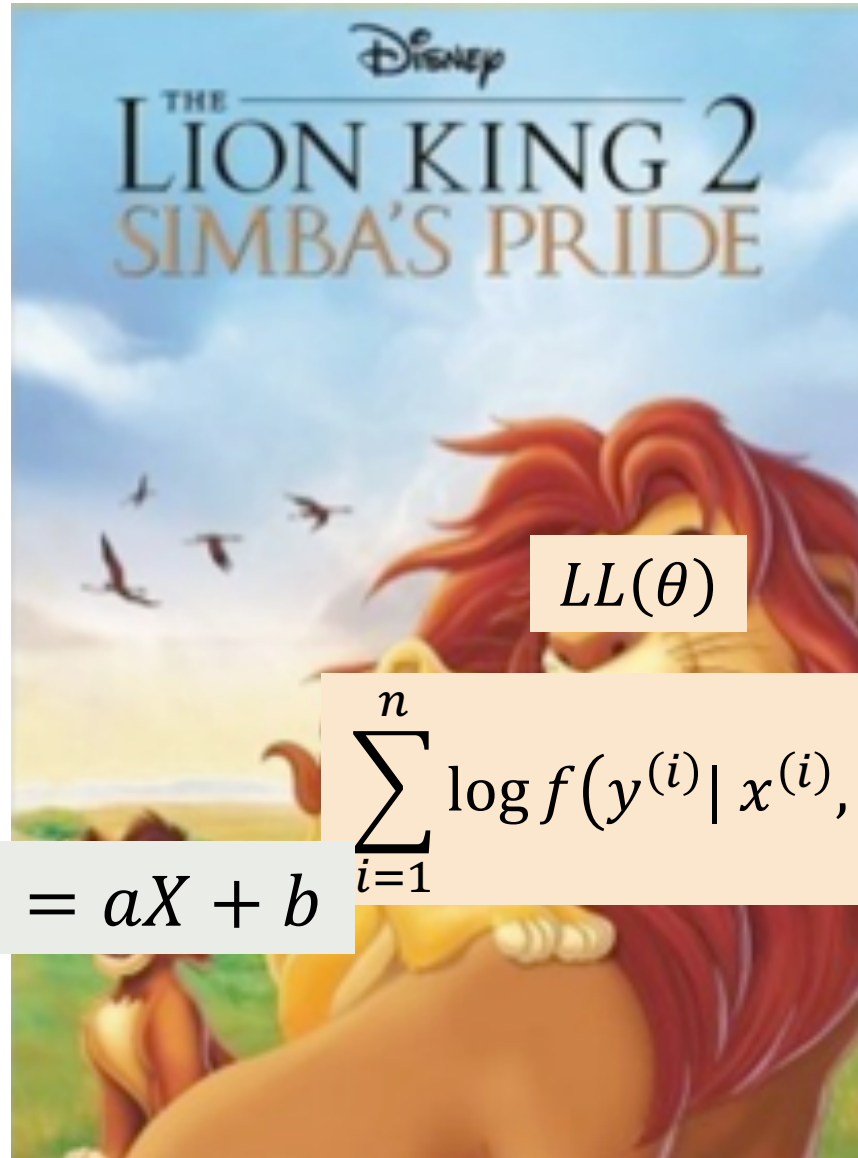 Disney
THE
LION KING 2
SIMBA'S PRIDE
LL(θ)
n
∑ log f(y⁽ⁱ⁾| x⁽ⁱ⁾,
i=1
= aX + b